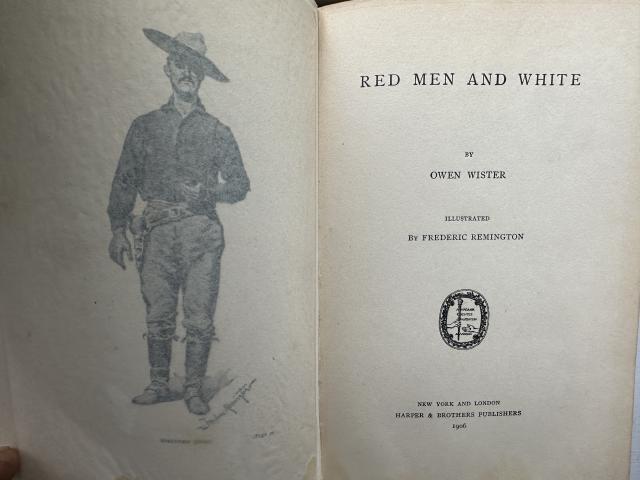 RED MEN AND WHITE
BY
OWEN WISTER
ILLUSTRATED
BY FREDERIC REMINGTON
NEW YORK AND LONDON
HARPER & BROTHERS PUBLISHERS
1906